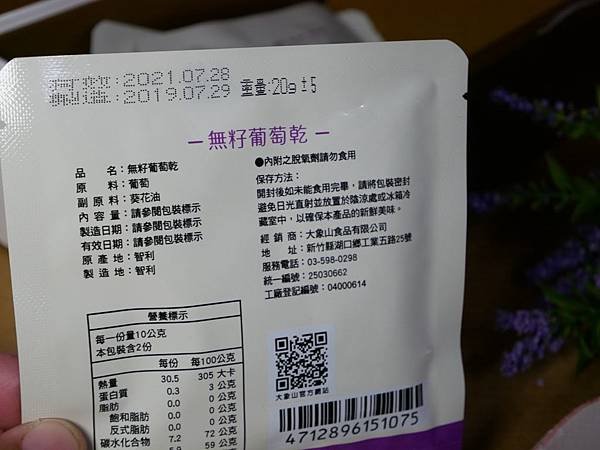 :2021.07.28
:2019.07.29 重量:20g±5
— 無籽葡萄乾 —
品 名：無籽葡萄乾
原 料：葡萄
副 原 料：葵花油
內 容 量：請參閱包裝標示
製造日期：請參閱包裝標示
有效日期：請參閱包裝標示
原 產 地：智利
製 造 地：智利
●內附之脫氧劑請勿食用
保存方法：
開封後如未能食用完畢，請將包裝密封
避免日光直射並放置於陰涼處或冰箱冷
藏室中，以確保本產品的新鮮美味。
經 銷 商：大象山食品有限公司
地 址：新竹縣湖口鄉工業五路25號
服務電話：03-598-0298
統一編號：25030662
工廠登記編號：04000614
營養標示
每一份量10公克
本包裝含2份
每份 每100公克
熱量 30.5 305 大卡
蛋白質 0.3 3 公克
脂肪 0.0 0 公克
飽和脂肪 0.0 0 公克
反式脂肪 0.0 0 公克
碳水化合物 7.2 72 公克
5.9 59 公克
大象山官方網站
4712896151075